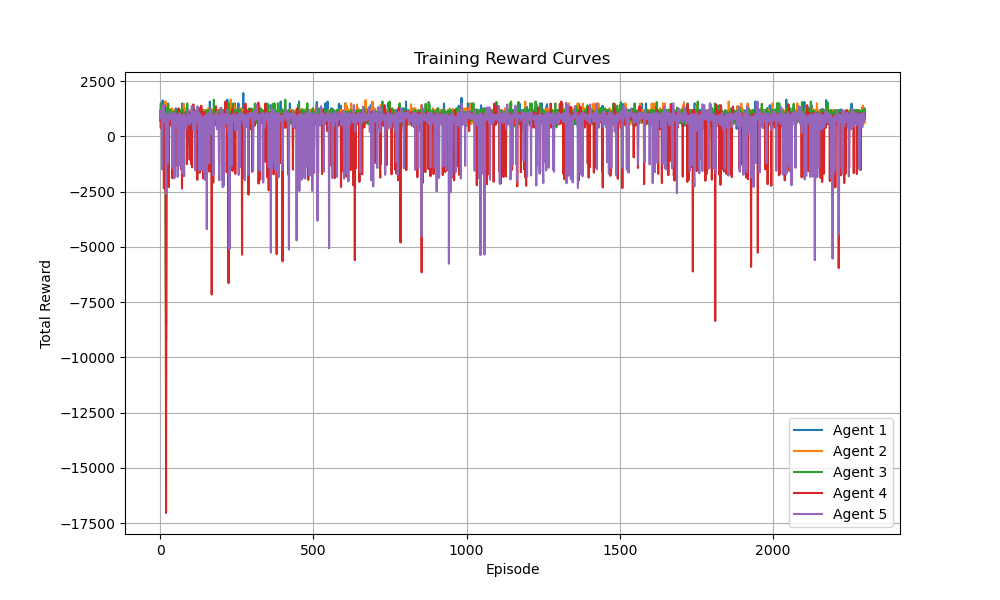 Training Reward Curves
Total Reward
2500
0
−2500
−5000
−7500
−10000
−12500
−15000
−17500
0 500 1000 1500 2000
Episode
Agent 1
Agent 2
Agent 3
Agent 4
Agent 5